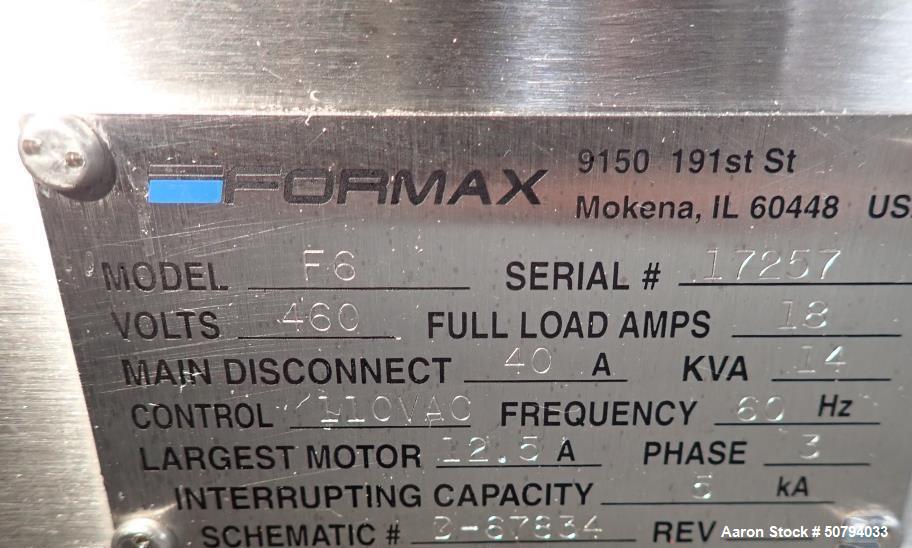 FORMAX 9150 191st St
Mokena, IL 60448 US
MODEL F6 SERIAL # 17257
VOLTS 460 FULL LOAD AMPS 18
MAIN DISCONNECT 40 A KVA 14
CONTROL 110VAC FREQUENCY 60 Hz
LARGEST MOTOR 12.5 A PHASE 3
INTERRUPTING CAPACITY 5 kA
SCHEMATIC # D-67834 REV
Aaron Stock # 50794033